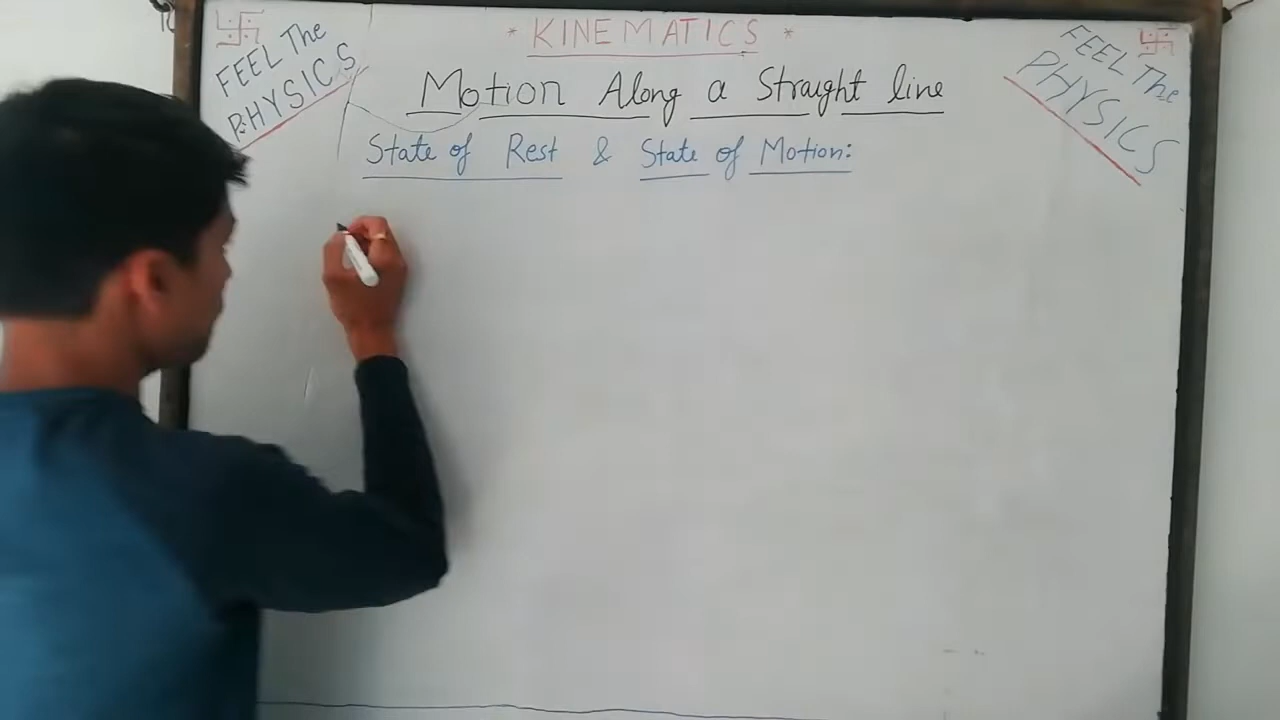 * KINEMATICS *
FEEL The
PHYSICS
Motion Along a Straight line
FEEL The
PHYSICS
State of Rest & State of Motion: